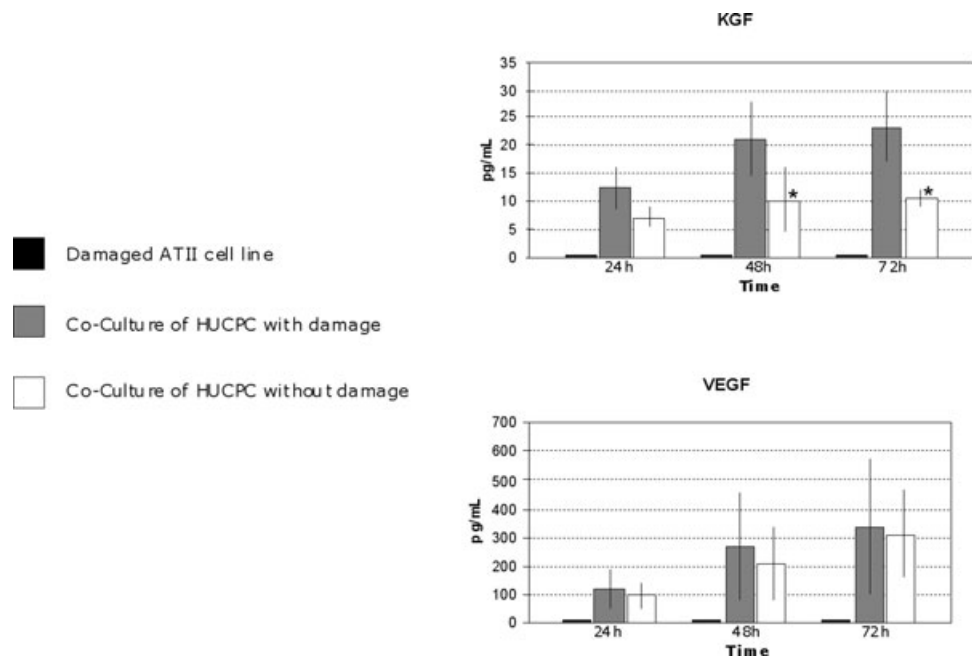 KGF
35
30
25
20
15
10
5
0
pg/mL
*
*
24h 48h 72h
Time
Damaged ATII cell line
Co-Culture of HUCPC with damage
Co-Culture of HUCPC without damage
VEGF
700
600
500
400
300
200
100
0
pg/mL
24h 48h 72h
Time